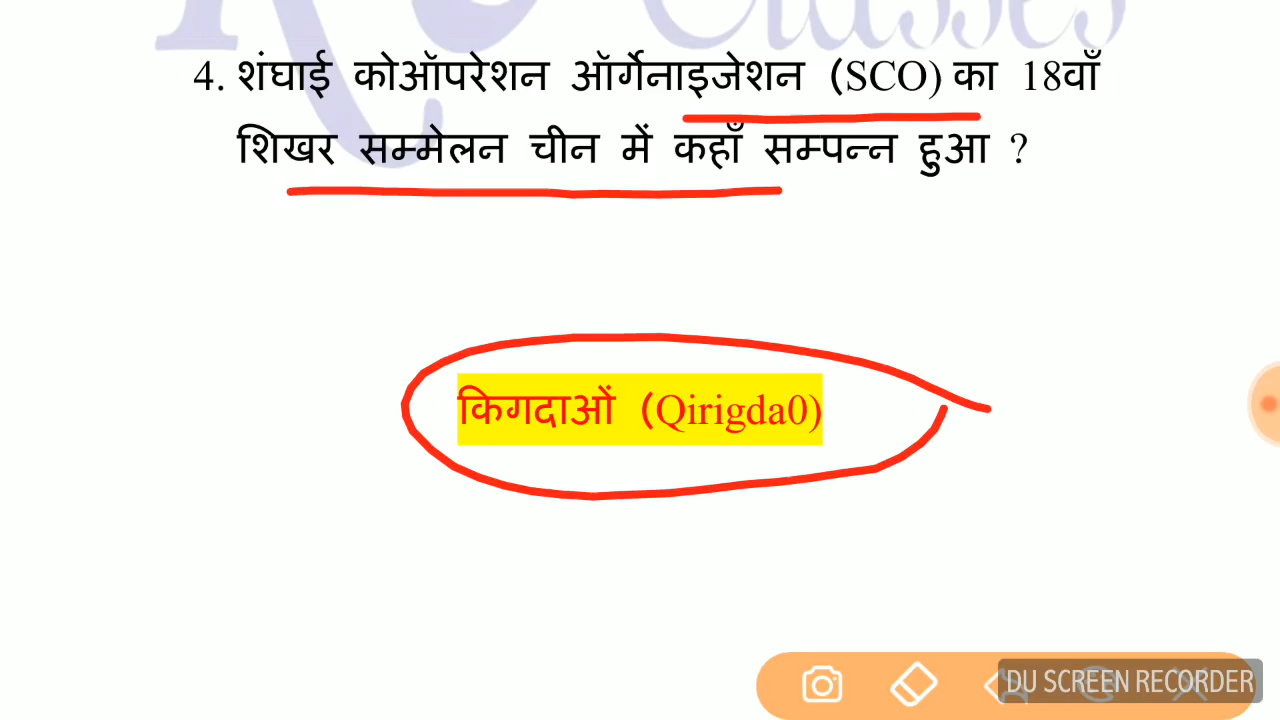 Classes
4. शंघाई कोऑपरेशन ऑर्गेनाइजेशन (SCO) का 18वाँ
शिखर सम्मेलन चीन में कहाँ सम्पन्न हुआ ?
किगदाओं (Qirigda0)
DU SCREEN RECORDER